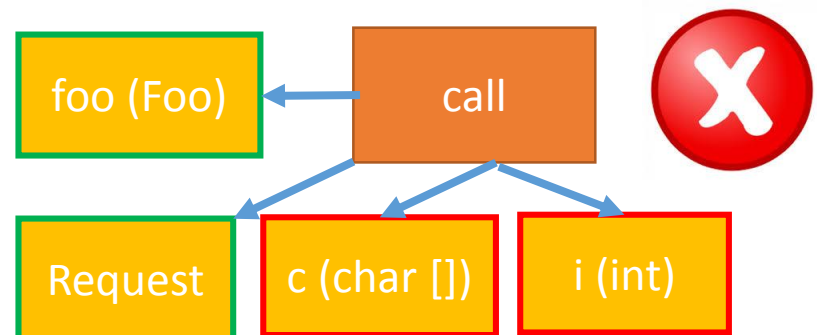 foo (Foo)
call
Request
c (char [])
i (int)